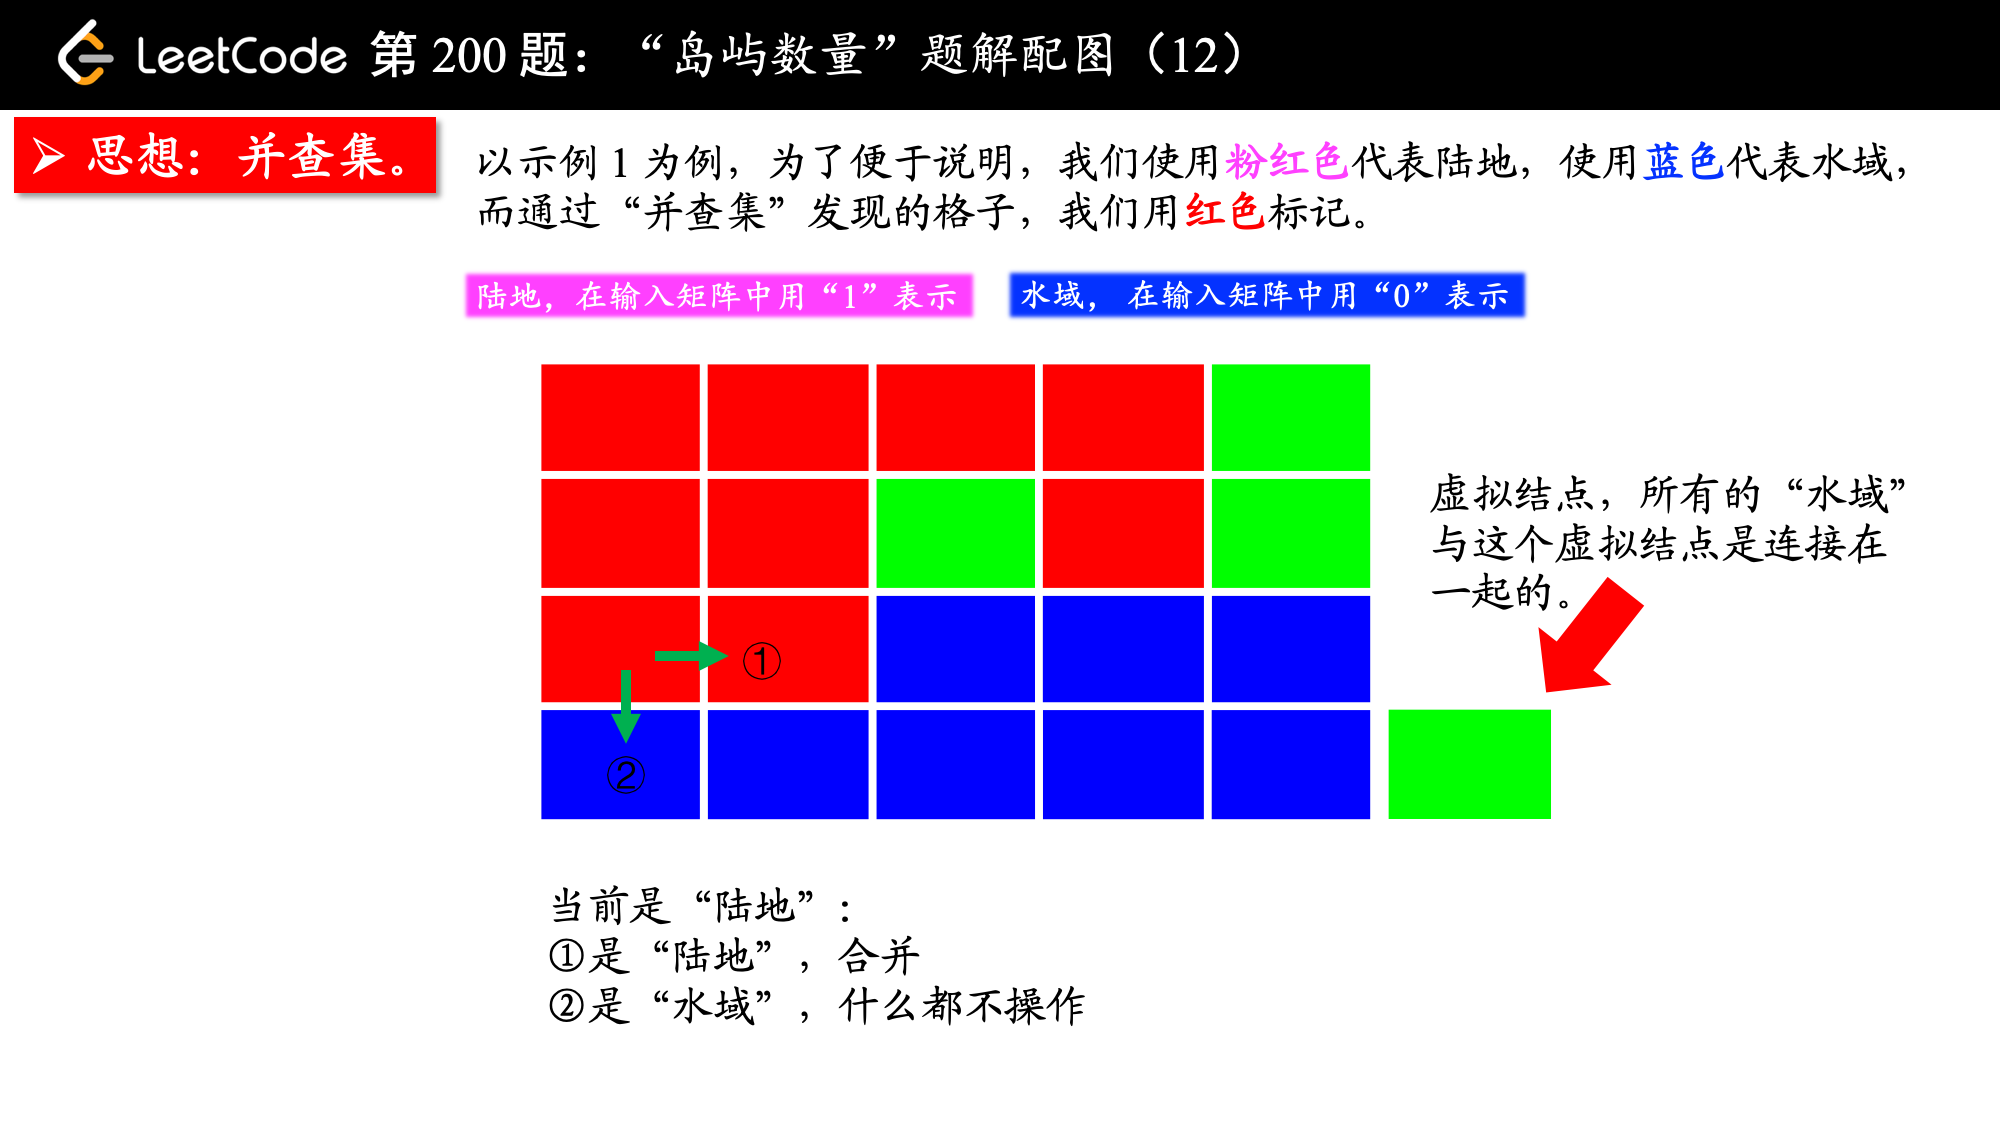 LeetCode 第 200 题：“岛屿数量”题解配图（12）
思想：并查集。
以示例 1 为例，为了便于说明，我们使用粉红色代表陆地，使用蓝色代表水域，
而通过“并查集”发现的格子，我们用红色标记。
陆地，在输入矩阵中用“1”表示
水域，在输入矩阵中用“0”表示
虚拟结点，所有的“水域”
与这个虚拟结点是连接在
一起的。
①
②
当前是“陆地”：
①是“陆地”，合并
②是“水域”，什么都不操作